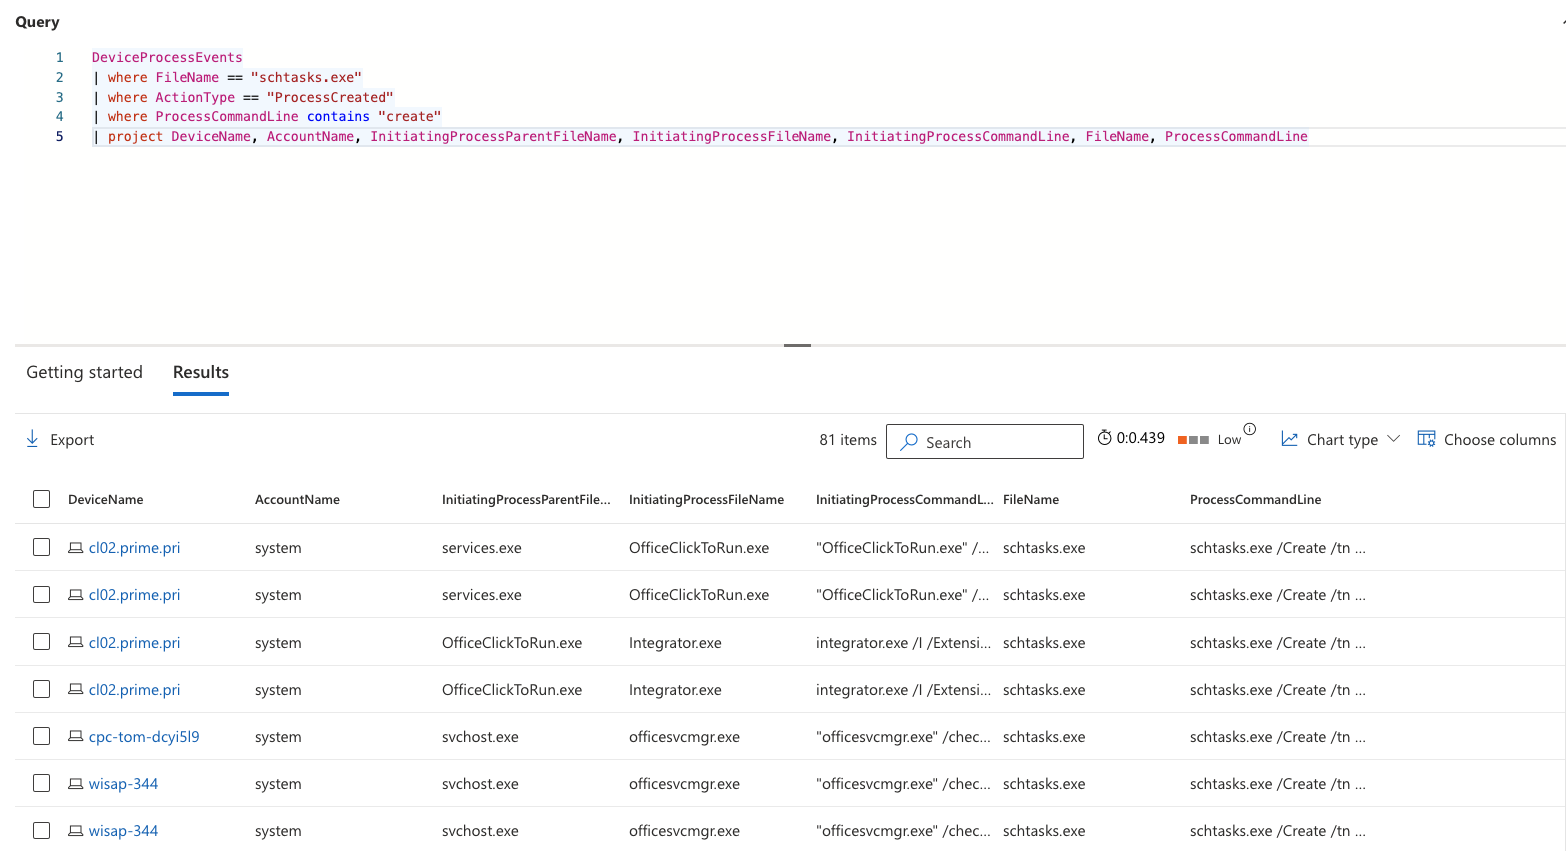 Query
1 DeviceProcessEvents
2 | where FileName == "schtasks.exe"
3 | where ActionType == "ProcessCreated"
4 | where ProcessCommandLine contains "create"
5 | project DeviceName, AccountName, InitiatingProcessParentFileName, InitiatingProcessFileName, InitiatingProcessCommandLine, FileName, ProcessCommandLine
Getting started Results
Export 81 items Search 0:0.439 Low Chart type Choose columns
DeviceName AccountName InitiatingProcessParentFile... InitiatingProcessFileName InitiatingProcessCommandL... FileName ProcessCommandLine
cl02.prime.pri system services.exe OfficeClickToRun.exe "OfficeClickToRun.exe" /... schtasks.exe schtasks.exe /Create /tn ...
cl02.prime.pri system services.exe OfficeClickToRun.exe "OfficeClickToRun.exe" /... schtasks.exe schtasks.exe /Create /tn ...
cl02.prime.pri system OfficeClickToRun.exe Integrator.exe integrator.exe /I /Extensi... schtasks.exe schtasks.exe /Create /tn ...
cl02.prime.pri system OfficeClickToRun.exe Integrator.exe integrator.exe /I /Extensi... schtasks.exe schtasks.exe /Create /tn ...
cpc-tom-dcyi5l9 system svchost.exe officesvcmgr.exe "officesvcmgr.exe" /chec... schtasks.exe schtasks.exe /Create /tn ...
wisap-344 system svchost.exe officesvcmgr.exe "officesvcmgr.exe" /chec... schtasks.exe schtasks.exe /Create /tn ...
wisap-344 system svchost.exe officesvcmgr.exe "officesvcmgr.exe" /chec... schtasks.exe schtasks.exe /Create /tn ...